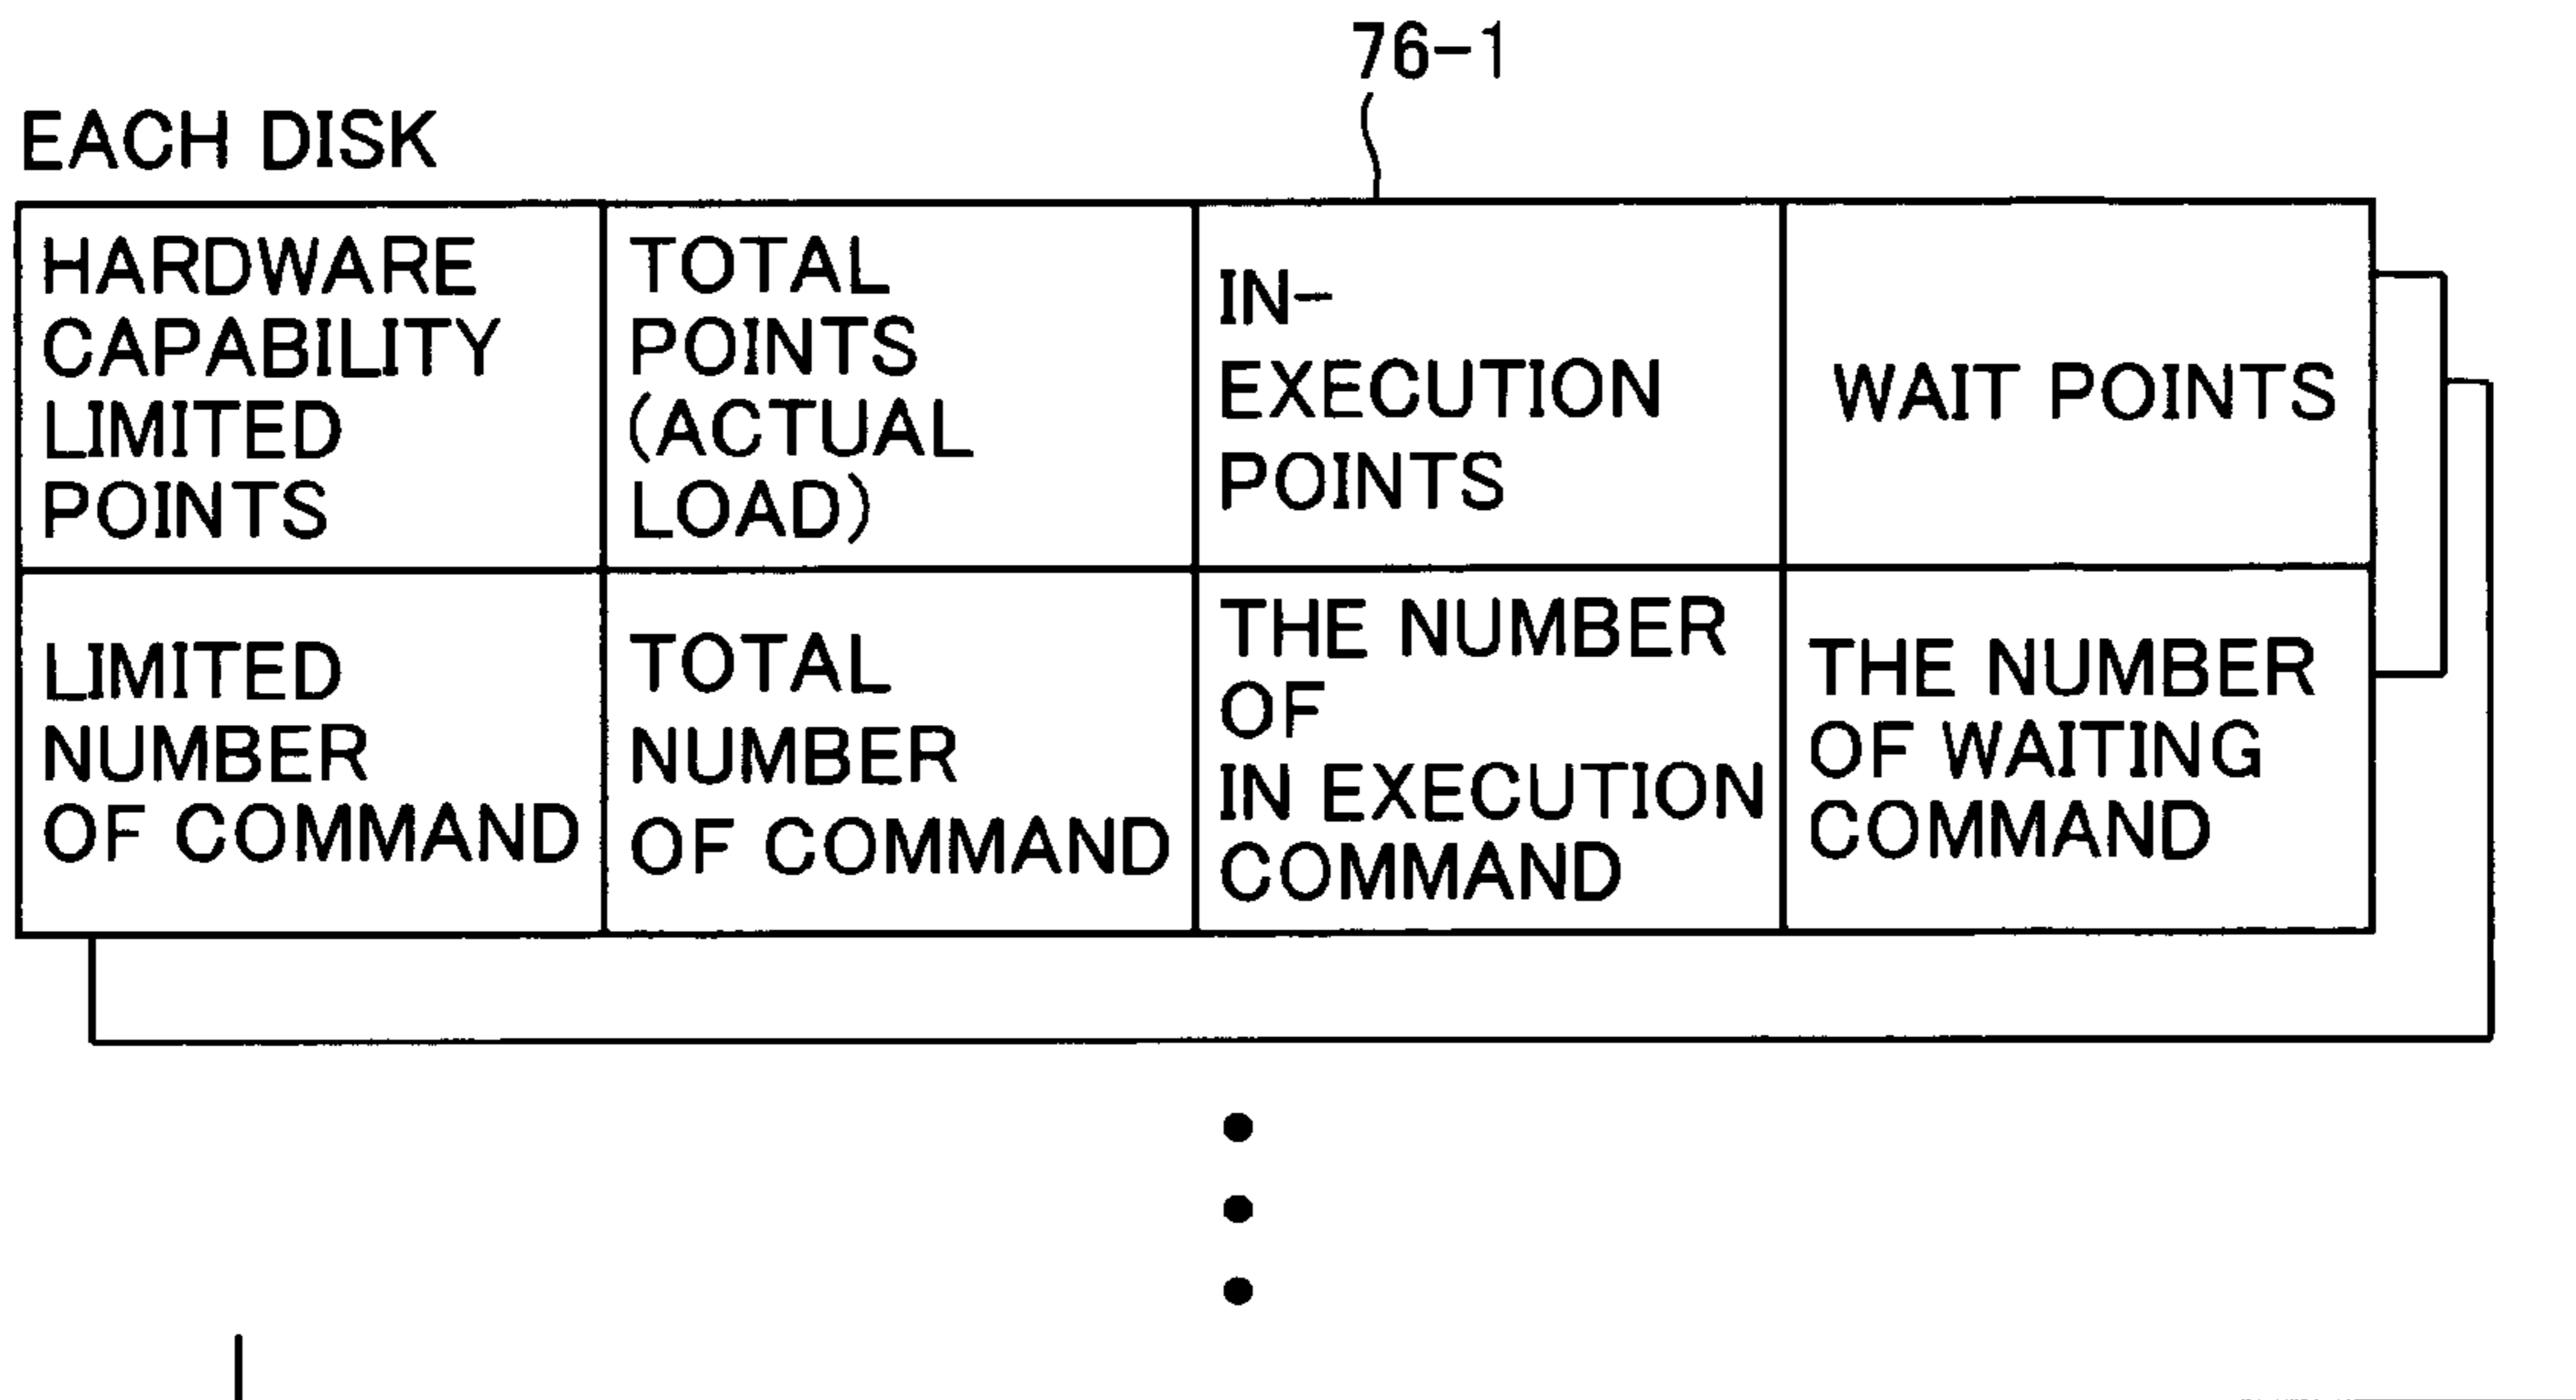 76-1
EACH DISK
HARDWARE
CAPABILITY
LIMITED
POINTS
TOTAL
POINTS
(ACTUAL
LOAD)
IN-
EXECUTION
POINTS
WAIT POINTS
LIMITED
NUMBER
OF COMMAND
TOTAL
NUMBER
OF COMMAND
THE NUMBER
OF
IN EXECUTION
COMMAND
THE NUMBER
OF WAITING
COMMAND